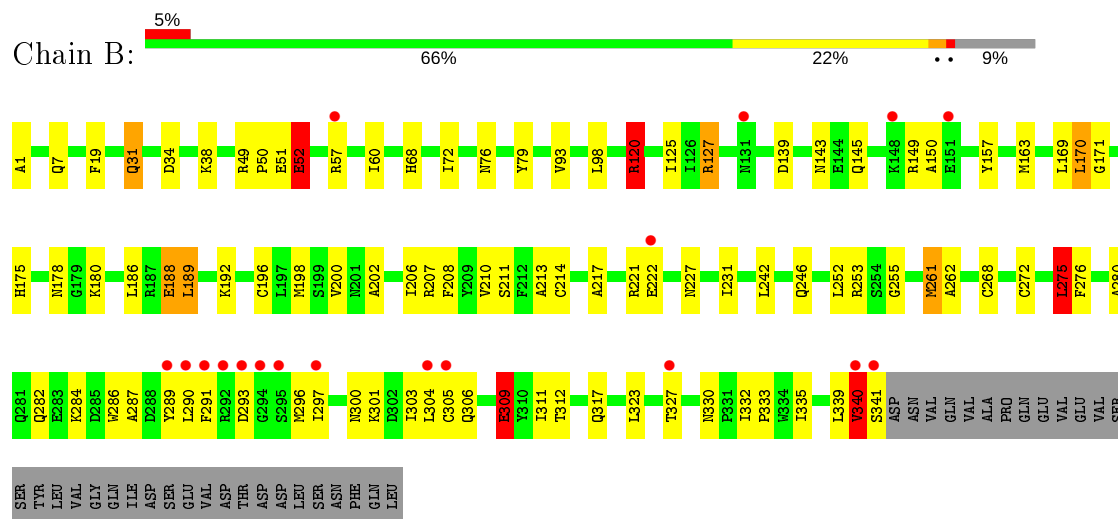 5%
Chain B:
66% 22% • • 9%
A1 Q7 F19 Q31 D34 K38 R49 P50 E51 E52 R57 I60 H68 I72 N76 Y79 V93 L98 R120 I125 I126 R127 N131 D139 N143 E144 Q145 K148 R149 A150 E151 Y157 M163 L169 L170 G171
H175 N178 G179 K180 L186 R187 E188 L189 K192 C196 L197 M198 S199 V200 N201 A202 I206 R207 F208 Y209 V210 S211 F212 A213 C214 A217 R221 E222 N227 I231 L242 Q246 L252 R253 S254 G255 M261 A262 C268 C272 L275 F276 A280
Q281 Q282 E283 K284 D285 W286 A287 D288 Y289 L290 F291 R292 D293 G294 S295 M296 I297 N300 K301 D302 I303 L304 C305 Q306 E309 Y310 I311 T312 Q317 L323 T327 N330 P331 I332 P333 W334 I335 L339 V340 S341 ASP ASN VAL GLN VAL ALA PRO GLN GLU VAL GLU VAL SER
SER TYR LEU VAL GLY GLN ILE ASP SER GLU VAL ASP THR ASP ASP LEU SER ASN PHE GLN LEU